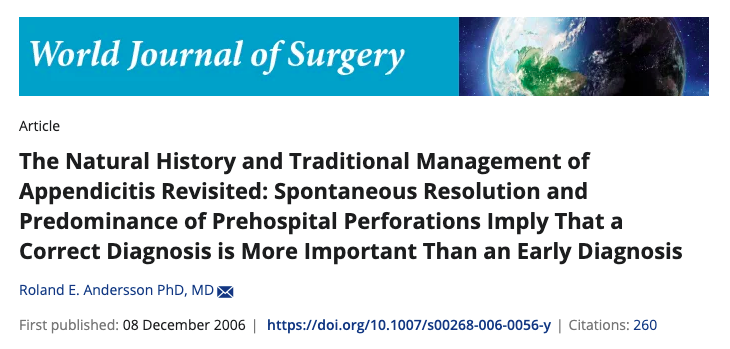 World Journal of Surgery
Article
The Natural History and Traditional Management of
Appendicitis Revisited: Spontaneous Resolution and
Predominance of Prehospital Perforations Imply That a
Correct Diagnosis is More Important Than an Early Diagnosis
Roland E. Andersson PhD, MD
First published: 08 December 2006 | https://doi.org/10.1007/s00268-006-0056-y | Citations: 260